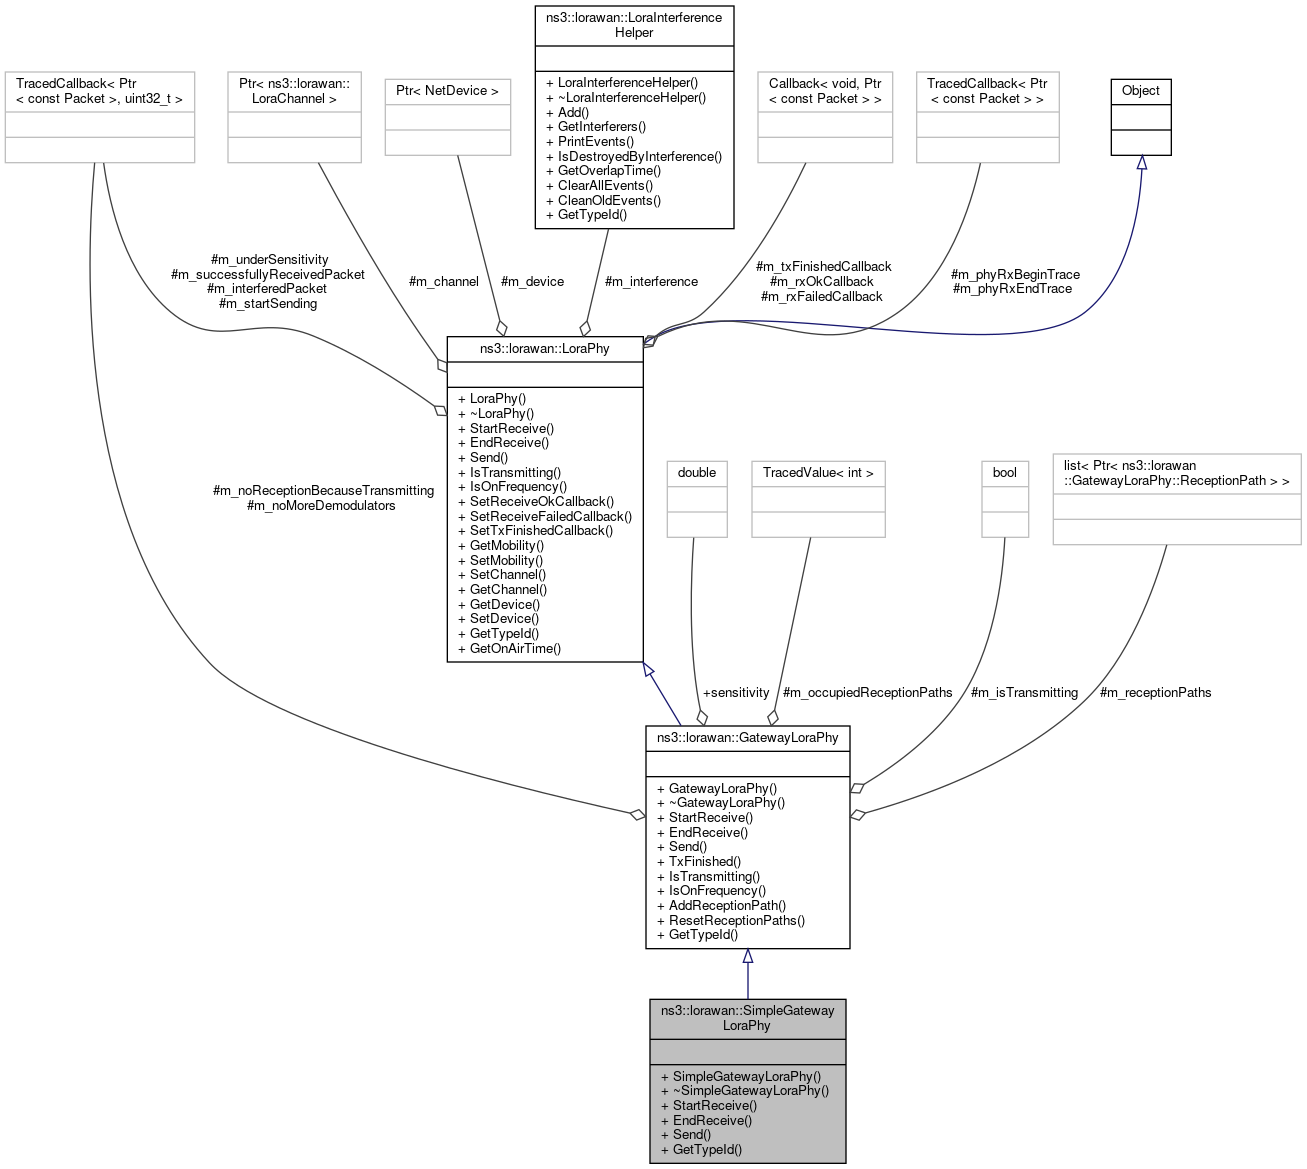 ns3::lorawan::LoraInterference
Helper
+ LoraInterferenceHelper()
+ ~LoraInterferenceHelper()
+ Add()
+ GetInterferers()
+ PrintEvents()
+ IsDestroyedByInterference()
+ GetOverlapTime()
+ ClearAllEvents()
+ CleanOldEvents()
+ GetTypeId()
TracedCallback< Ptr
< const Packet >, uint32_t >
Ptr< ns3::lorawan::
LoraChannel >
Ptr< NetDevice >
Callback< void, Ptr
< const Packet > >
TracedCallback< Ptr
< const Packet > >
Object
#m_underSensitivity
#m_successfullyReceivedPacket
#m_interferedPacket
#m_startSending
#m_channel
#m_device
#m_interference
#m_txFinishedCallback
#m_rxOkCallback
#m_rxFailedCallback
#m_phyRxBeginTrace
#m_phyRxEndTrace
ns3::lorawan::LoraPhy
+ LoraPhy()
+ ~LoraPhy()
+ StartReceive()
+ EndReceive()
+ Send()
+ IsTransmitting()
+ IsOnFrequency()
+ SetReceiveOkCallback()
+ SetReceiveFailedCallback()
+ SetTxFinishedCallback()
+ GetMobility()
+ SetMobility()
+ SetChannel()
+ GetChannel()
+ GetDevice()
+ SetDevice()
+ GetTypeId()
+ GetOnAirTime()
#m_noReceptionBecauseTransmitting
#m_noMoreDemodulators
double
TracedValue< int >
bool
list< Ptr< ns3::lorawan
::GatewayLoraPhy::ReceptionPath > >
+sensitivity
#m_occupiedReceptionPaths
#m_isTransmitting
#m_receptionPaths
ns3::lorawan::GatewayLoraPhy
+ GatewayLoraPhy()
+ ~GatewayLoraPhy()
+ StartReceive()
+ EndReceive()
+ Send()
+ TxFinished()
+ IsTransmitting()
+ IsOnFrequency()
+ AddReceptionPath()
+ ResetReceptionPaths()
+ GetTypeId()
ns3::lorawan::SimpleGateway
LoraPhy
+ SimpleGatewayLoraPhy()
+ ~SimpleGatewayLoraPhy()
+ StartReceive()
+ EndReceive()
+ Send()
+ GetTypeId()